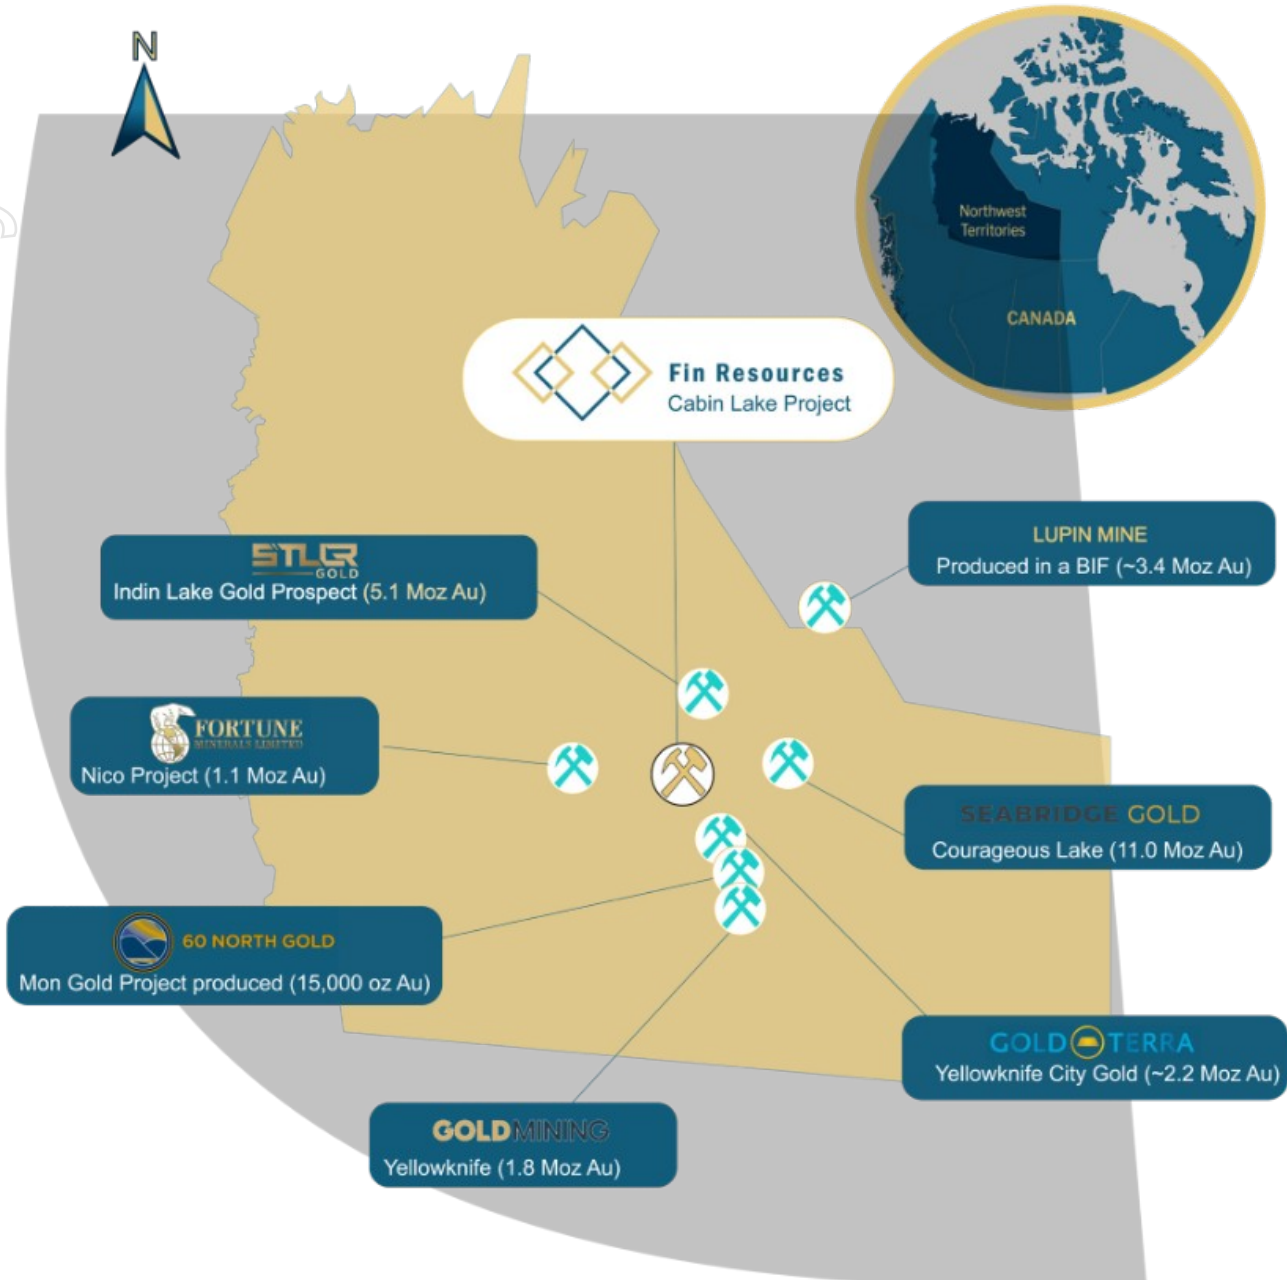 N
Northwest
Territories
CANADA
Fin Resources
Cabin Lake Project
STLLR
GOLD
Indin Lake Gold Prospect (5.1 Moz Au)
LUPIN MINE
Produced in a BIF (~3.4 Moz Au)
FORTUNE
MINERALS LIMITED
Nico Project (1.1 Moz Au)
SEABRIDGE GOLD
Courageous Lake (11.0 Moz Au)
60 NORTH GOLD
Mon Gold Project produced (15,000 oz Au)
GOLD TERRA
Yellowknife City Gold (~2.2 Moz Au)
GOLDMINING
Yellowknife (1.8 Moz Au)